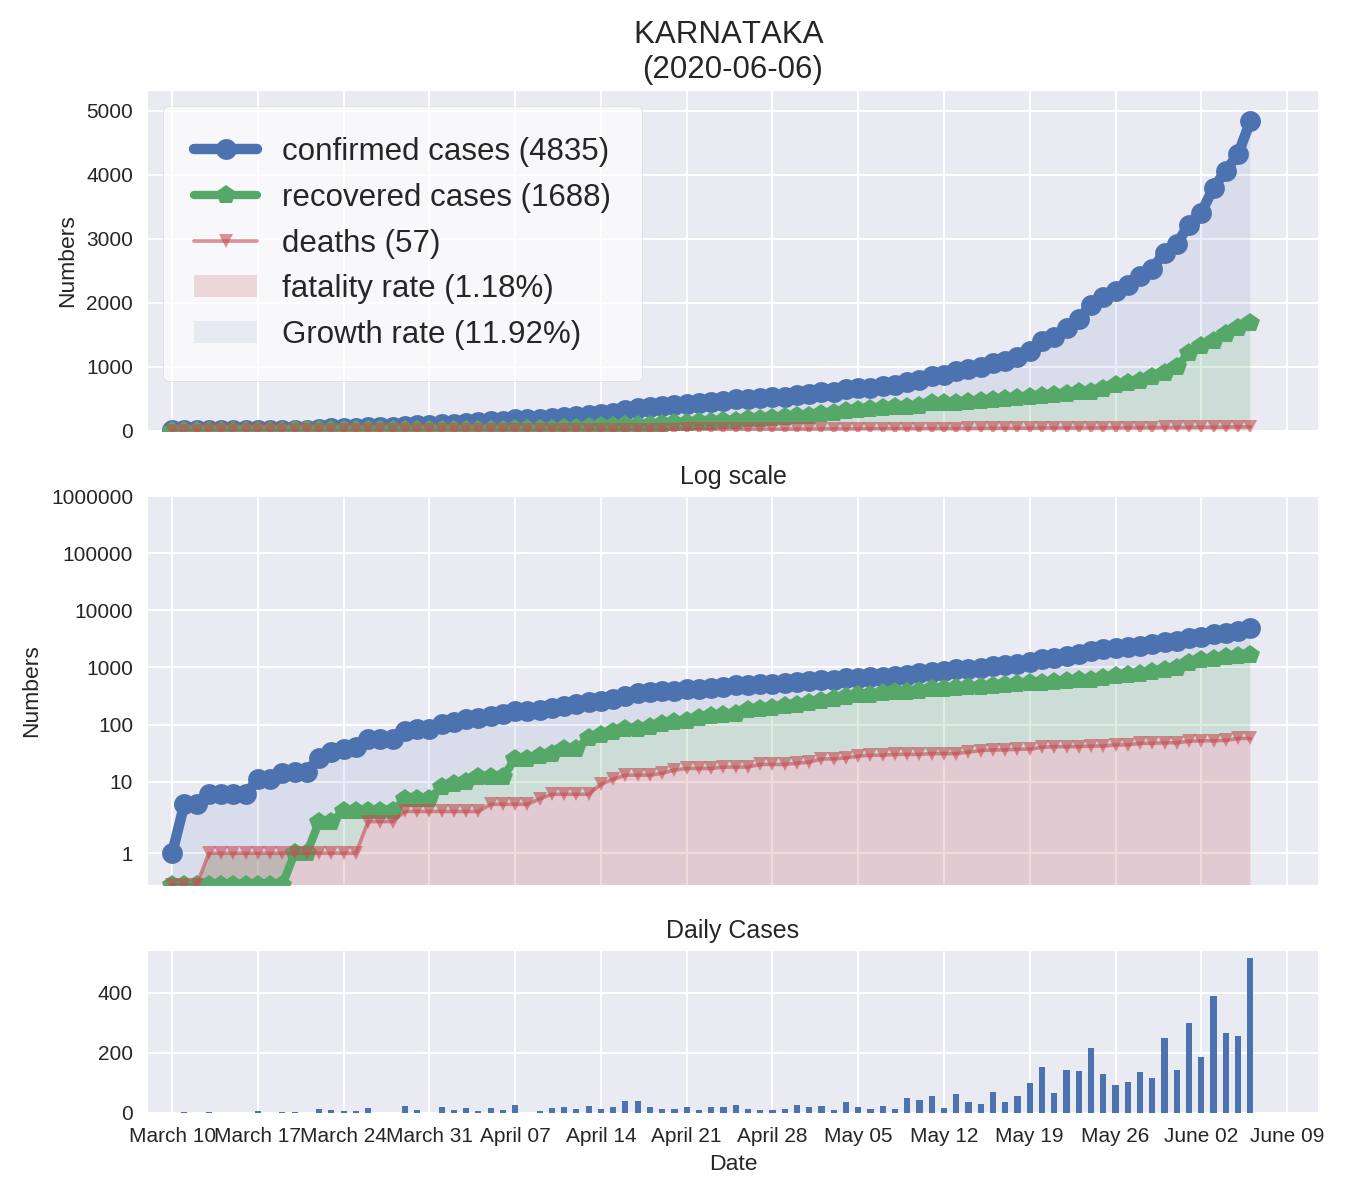 KARNATAKA
(2020-06-06)
5000
4000
3000
2000
1000
0
Numbers
confirmed cases (4835)
recovered cases (1688)
deaths (57)
fatality rate (1.18%)
Growth rate (11.92%)
Log scale
1000000
100000
10000
1000
100
10
1
Numbers
Daily Cases
400
200
0
March 10 March 17 March 24 March 31 April 07 April 14 April 21 April 28 May 05 May 12 May 19 May 26 June 02 June 09
Date